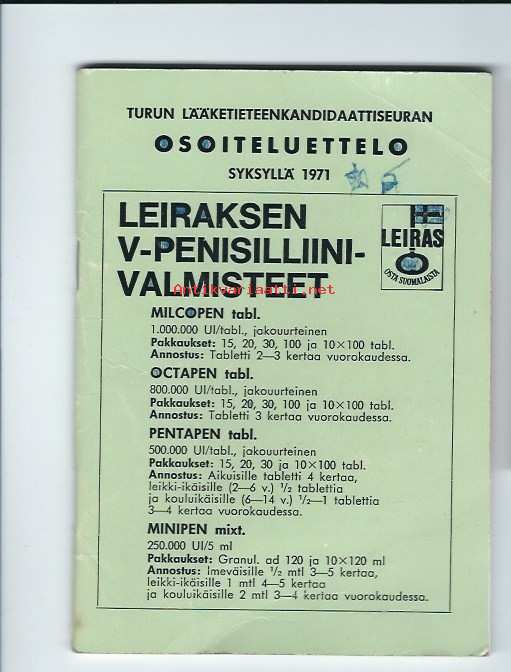 TURUN LÄÄKETIETEENKANDIDAATTISEURAN
OSOITELUETTELO
SYKSYLLÄ 1971
LEIRAKSEN
V-PENISILLIINI-
VALMISTEET
LEIRAS
OSTA SUOMALAISTA
Antikvariaatti.net
MILCOPEN tabl.
1.000.000 UI/tabl., jakouurteinen
Pakkaukset: 15, 20, 30, 100 ja 10×100 tabl.
Annostus: Tabletti 2—3 kertaa vuorokaudessa.
OCTAPEN tabl.
800.000 UI/tabl., jakouurteinen
Pakkaukset: 15, 20, 30, 100 ja 10×100 tabl.
Annostus: Tabletti 3 kertaa vuorokaudessa.
PENTAPEN tabl.
500.000 UI/tabl., jakouurteinen
Pakkaukset: 15, 20, 30 ja 10×100 tabl.
Annostus: Aikuisille tabletti 4 kertaa,
leikki-ikäisille (2—6 v.) ½ tablettia
ja kouluikäisille (6—14 v.) ½—1 tablettia
3—4 kertaa vuorokaudessa.
MINIPEN mixt.
250.000 UI/5 ml
Pakkaukset: Granul. ad 120 ja 10×120 ml
Annostus: Imeväisille ½ mtl 3—5 kertaa,
leikki-ikäisille 1 mtl 4—5 kertaa
ja kouluikäisille 2 mtl 3—4 kertaa vuorokaudessa.